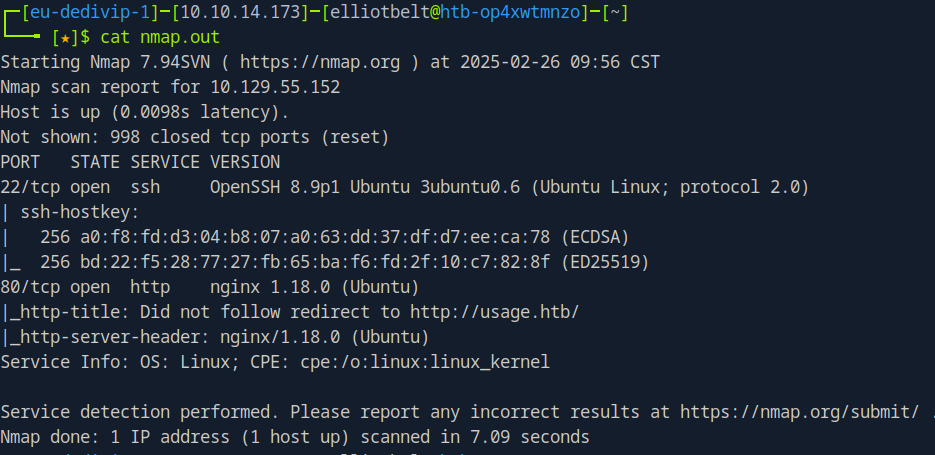 ┌─[eu-dedivip-1]─[10.10.14.173]─[elliotbelt@htb-op4xwtmnzo]─[~]
└──╼ [★]$ cat nmap.out
Starting Nmap 7.94SVN ( https://nmap.org ) at 2025-02-26 09:56 CST
Nmap scan report for 10.129.55.152
Host is up (0.0098s latency).
Not shown: 998 closed tcp ports (reset)
PORT   STATE SERVICE VERSION
22/tcp open  ssh     OpenSSH 8.9p1 Ubuntu 3ubuntu0.6 (Ubuntu Linux; protocol 2.0)
| ssh-hostkey:
|   256 a0:f8:fd:d3:04:b8:07:a0:63:dd:37:df:d7:ee:ca:78 (ECDSA)
|_  256 bd:22:f5:28:77:27:fb:65:ba:f6:fd:2f:10:c7:82:8f (ED25519)
80/tcp open  http    nginx 1.18.0 (Ubuntu)
|_http-title: Did not follow redirect to http://usage.htb/
|_http-server-header: nginx/1.18.0 (Ubuntu)
Service Info: OS: Linux; CPE: cpe:/o:linux:linux_kernel

Service detection performed. Please report any incorrect results at https://nmap.org/submit/ .
Nmap done: 1 IP address (1 host up) scanned in 7.09 seconds